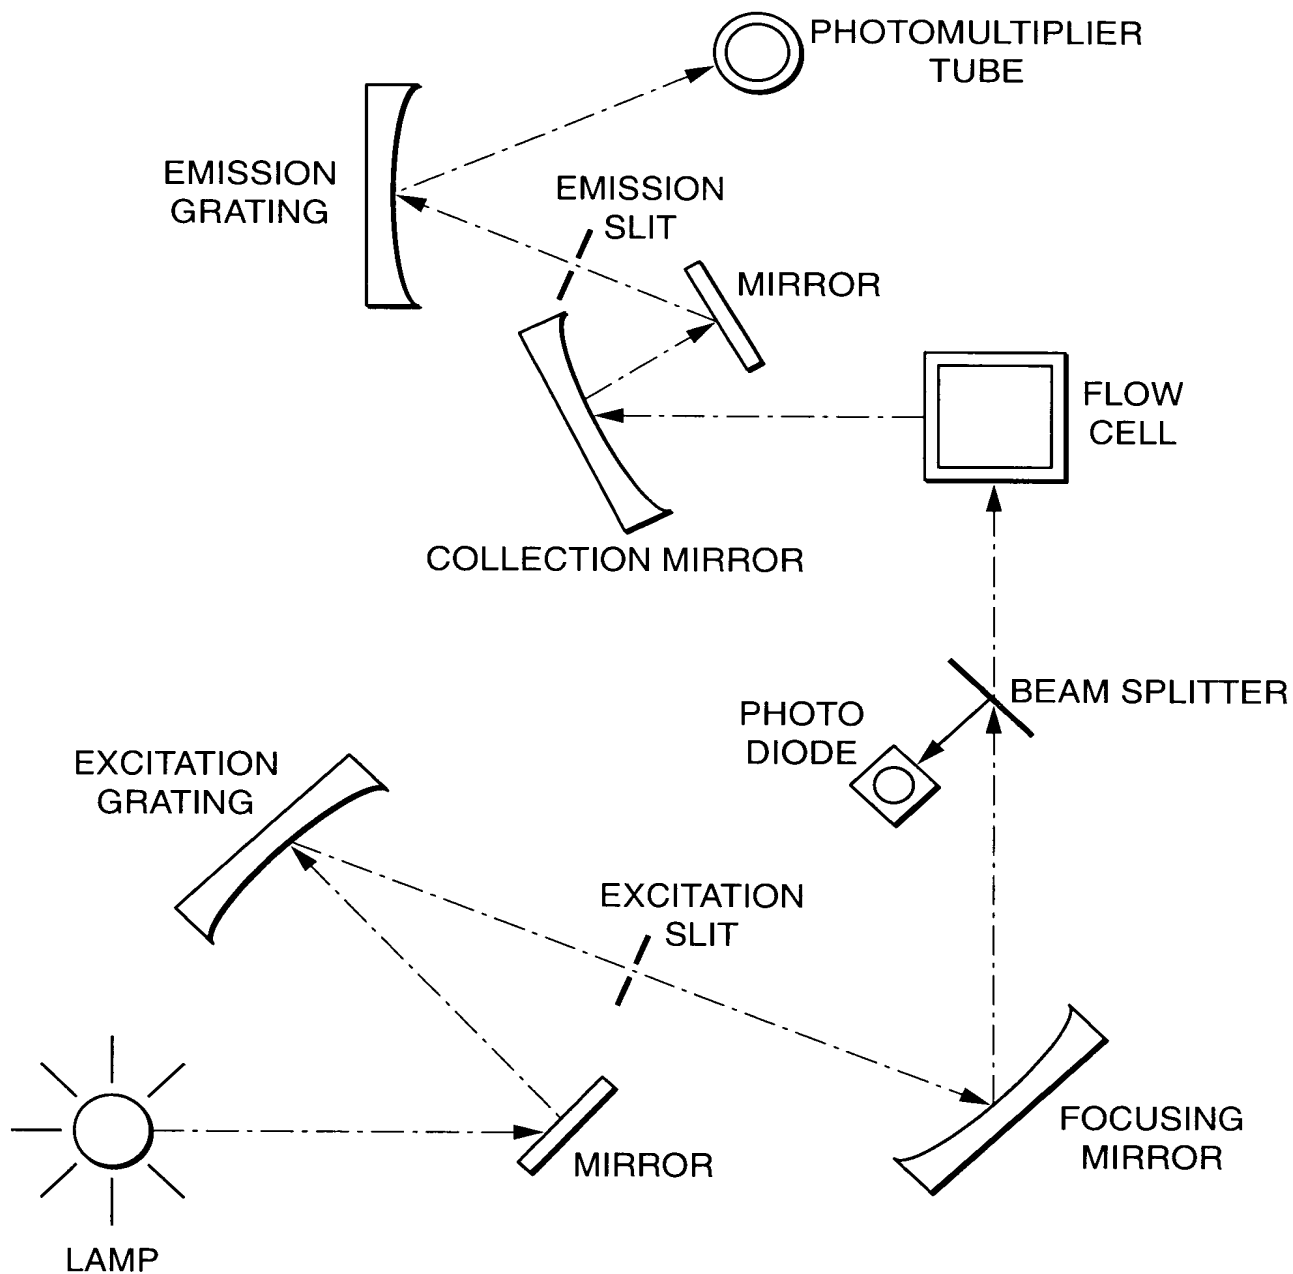 PHOTOMULTIPLIER
TUBE
EMISSION
GRATING
EMISSION
SLIT
MIRROR
FLOW
CELL
COLLECTION MIRROR
BEAM SPLITTER
PHOTO
DIODE
EXCITATION
GRATING
EXCITATION
SLIT
FOCUSING
MIRROR
MIRROR
LAMP